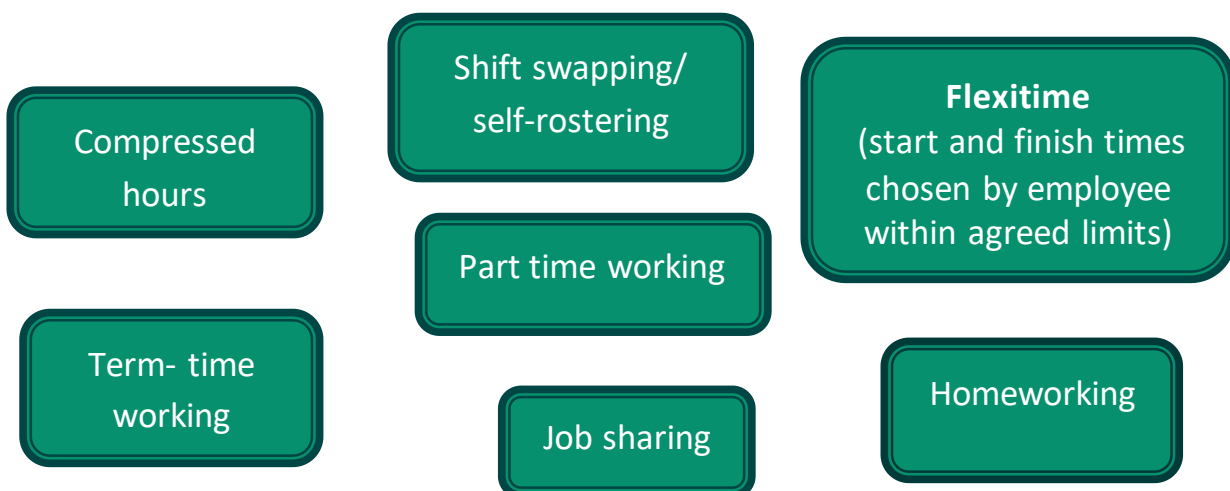 Compressed
hours
Shift swapping/
self-rostering
Flexitime
(start and finish times
chosen by employee
within agreed limits)
Part time working
Term- time
working
Job sharing
Homeworking